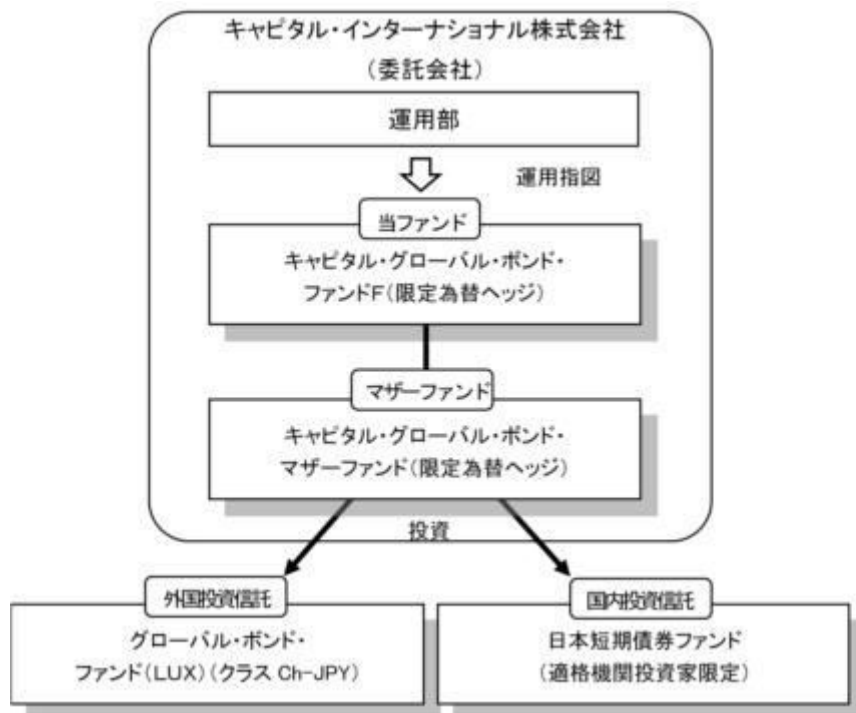 キャピタル・インターナショナル株式会社
（委託会社）
運用部
運用指図
当ファンド
キャピタル・グローバル・ボンド・
ファンドF（限定為替ヘッジ）
マザーファンド
キャピタル・グローバル・ボンド・
マザーファンド（限定為替ヘッジ）
投資
外国投資信託
グローバル・ボンド・
ファンド（LUX）（クラス Ch-JPY）
国内投資信託
日本短期債券ファンド
（適格機関投資家限定）